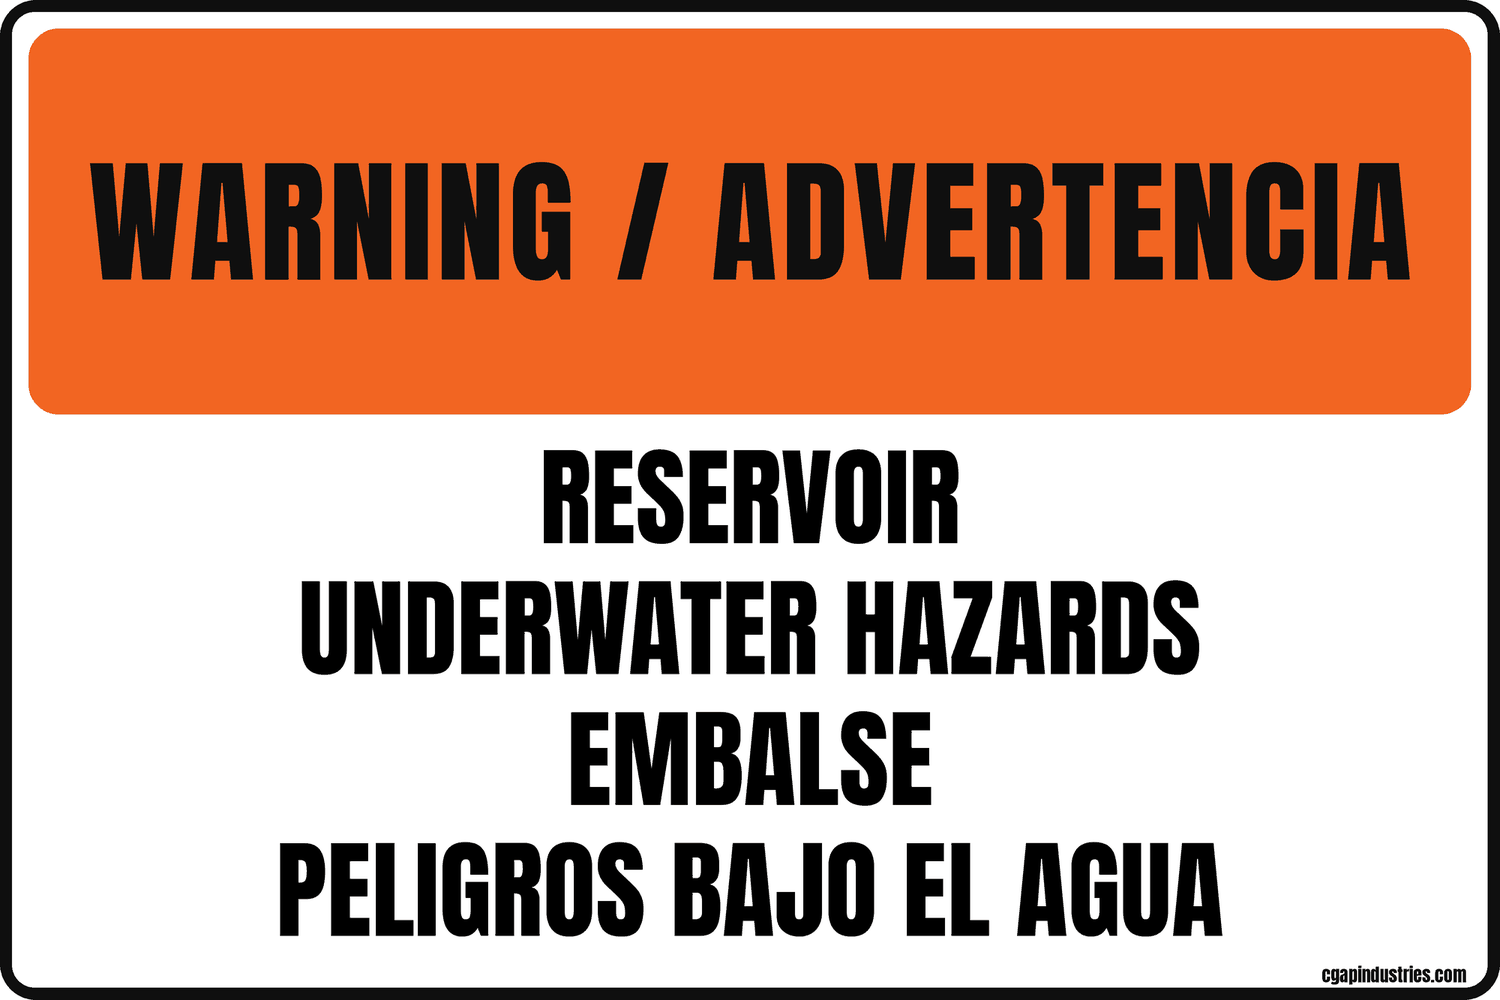 WARNING / ADVERTENCIA
RESERVOIR
UNDERWATER HAZARDS
EMBALSE
PELIGROS BAJO EL AGUA
cgapindustries.com